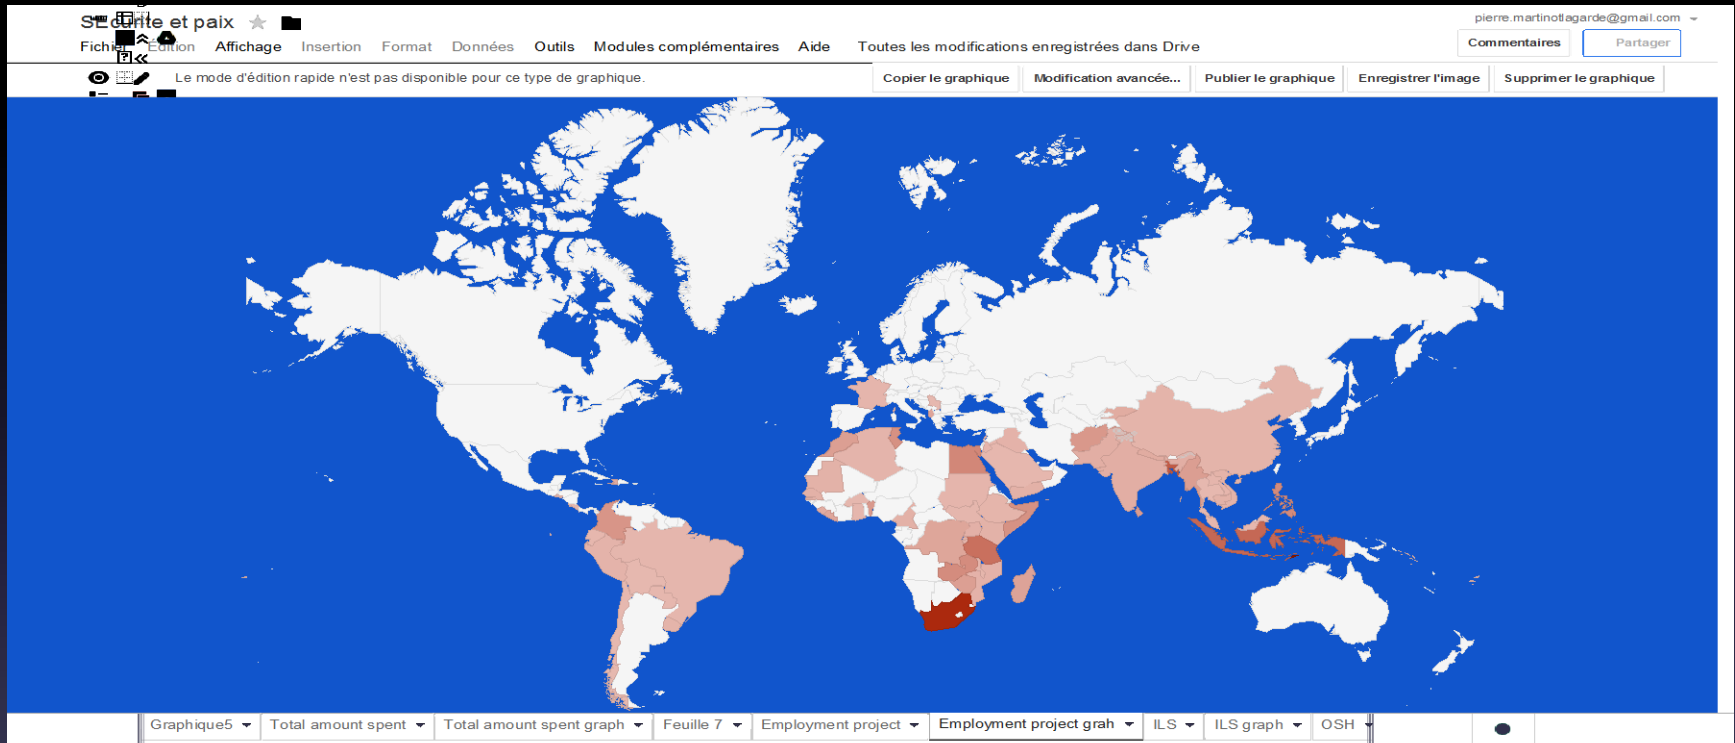 SEcurite et paix
pierre.martinotlagarde@gmail.com
Fichier Édition Affichage Insertion Format Données Outils Modules complémentaires Aide Toutes les modifications enregistrées dans Drive
Commentaires Partager
Le mode d'édition rapide n'est pas disponible pour ce type de graphique.
Copier le graphique Modification avancée... Publier le graphique Enregistrer l'image Supprimer le graphique
Graphique5 Total amount spent Total amount spent graph Feuille 7 Employment project Employment project grah ILS ILS graph OSH